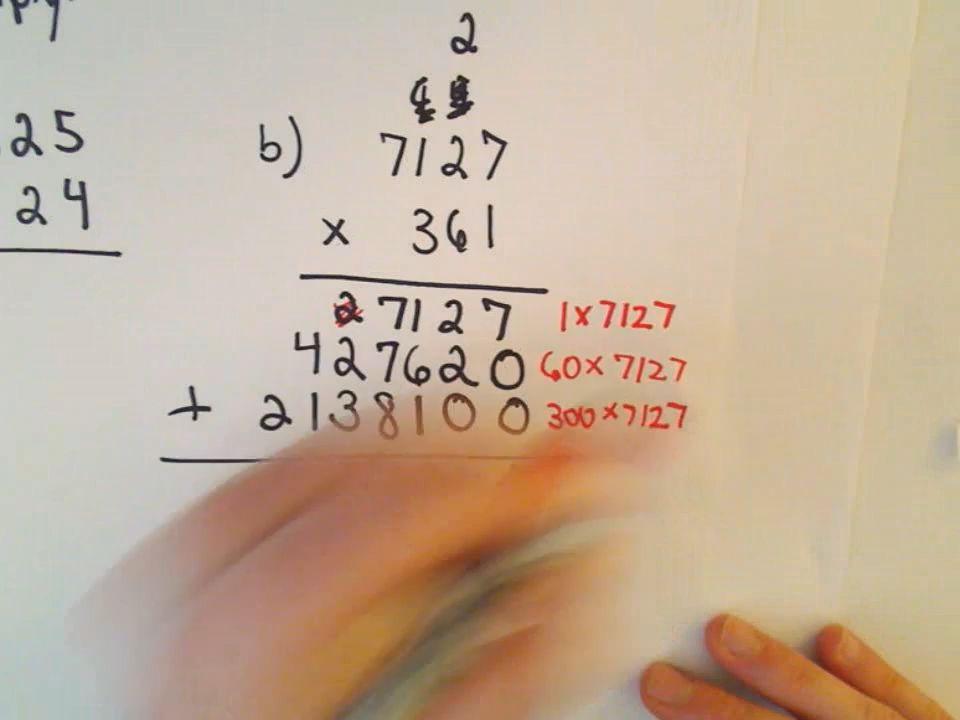 25
24
2
b) 7127
x 361
7127 1 x 7127
427620 60 x 7127
+ 2138100 300 x 7127